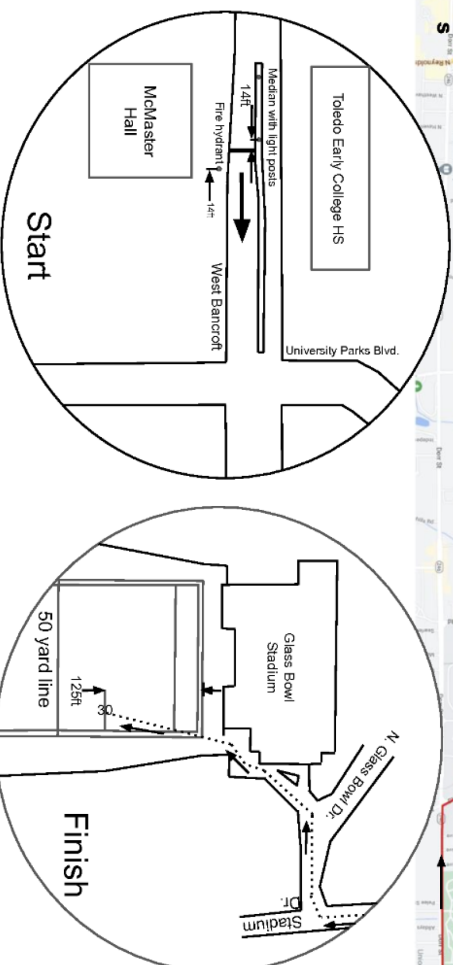 s
Toledo Early College HS
Median with light posts
14ft
Fire hydrant
14ft
McMaster
Hall
West Bancroft
University Parks Blvd.
Start
Glass Bowl
Stadium
N. Glass Bowl Dr.
Stadium
Dr.
50 yard line
125ft
30
Finish